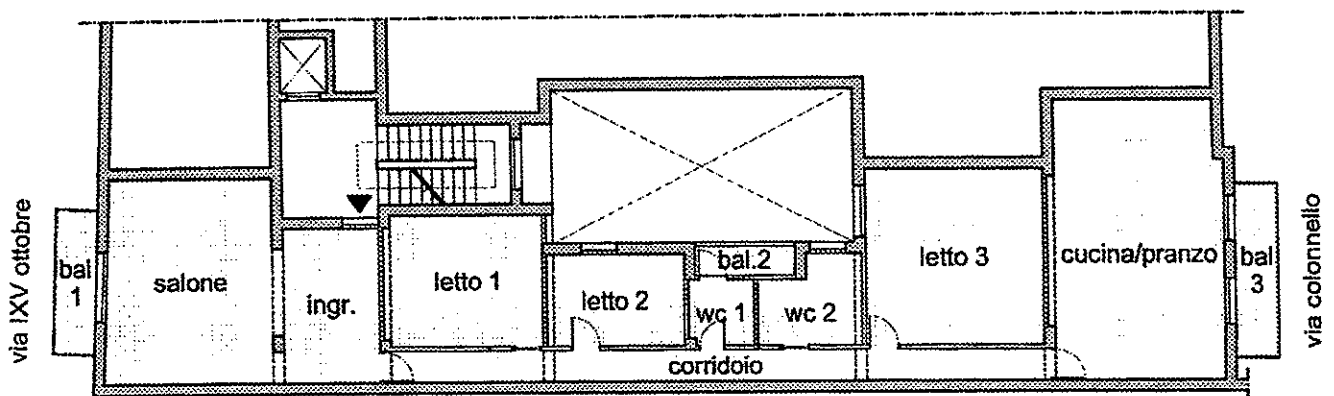 via IXV ottobre
bal
1
salone
ingr.
letto 1
letto 2
bal.2
wc 1
wc 2
corridoio
letto 3
cucina/pranzo
bal
3
via colonnello